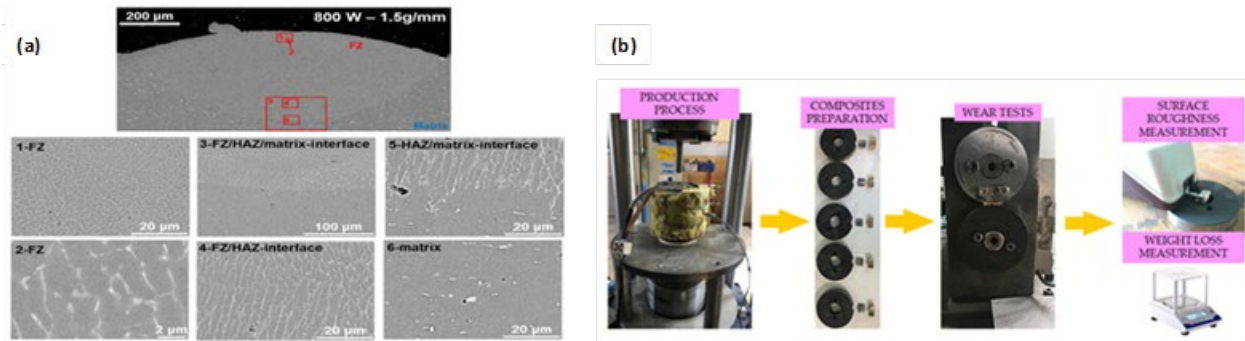 (a)
200 µm
800 W – 1.5g/mm
FZ
Matrix
1-FZ
20 µm
3-FZ/HAZ/matrix-interface
100 µm
5-HAZ/matrix-interface
20 µm
2-FZ
2 µm
4-FZ/HAZ-interface
20 µm
6-matrix
20 µm
(b)
PRODUCTION
PROCESS
COMPOSITES
PREPARATION
WEAR TESTS
SURFACE
ROUGHNESS
MEASUREMENT
WEIGHT LOSS
MEASUREMENT